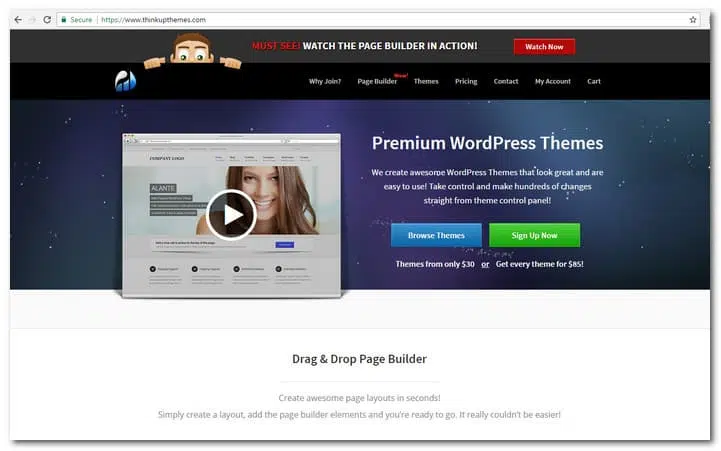 Secure https://www.thinkupthemes.com
MUST SEE! WATCH THE PAGE BUILDER IN ACTION!
Watch Now
New!
Why Join? Page Builder Themes Pricing Contact My Account Cart
COMPANY LOGO
ALANTE
Premium WordPress Themes
We create awesome WordPress Themes that look great and are
easy to use! Take control and make hundreds of changes
straight from theme control panel!
Browse Themes Sign Up Now
Themes from only $30 or Get every theme for $85!
Drag & Drop Page Builder
Create awesome page layouts in seconds!
Simply create a layout, add the page builder elements and you're ready to go. It really couldn't be easier!